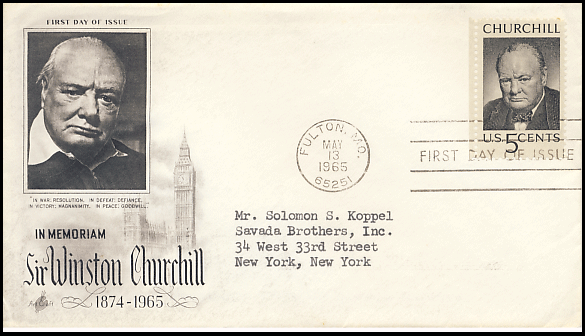 FIRST DAY OF ISSUE
"IN WAR: RESOLUTION. IN DEFEAT: DEFIANCE.
IN VICTORY: MAGNANIMITY. IN PEACE: GOODWILL."
IN MEMORIAM
Sir Winston Churchill
Art Craft
1874-1965
FULTON, MO.
MAY
13
1965
65251
CHURCHILL
U.S. 5 CENTS
FIRST DAY OF ISSUE
Mr. Solomon S. Koppel
Savada Brothers, Inc.
34 West 33rd Street
New York, New York